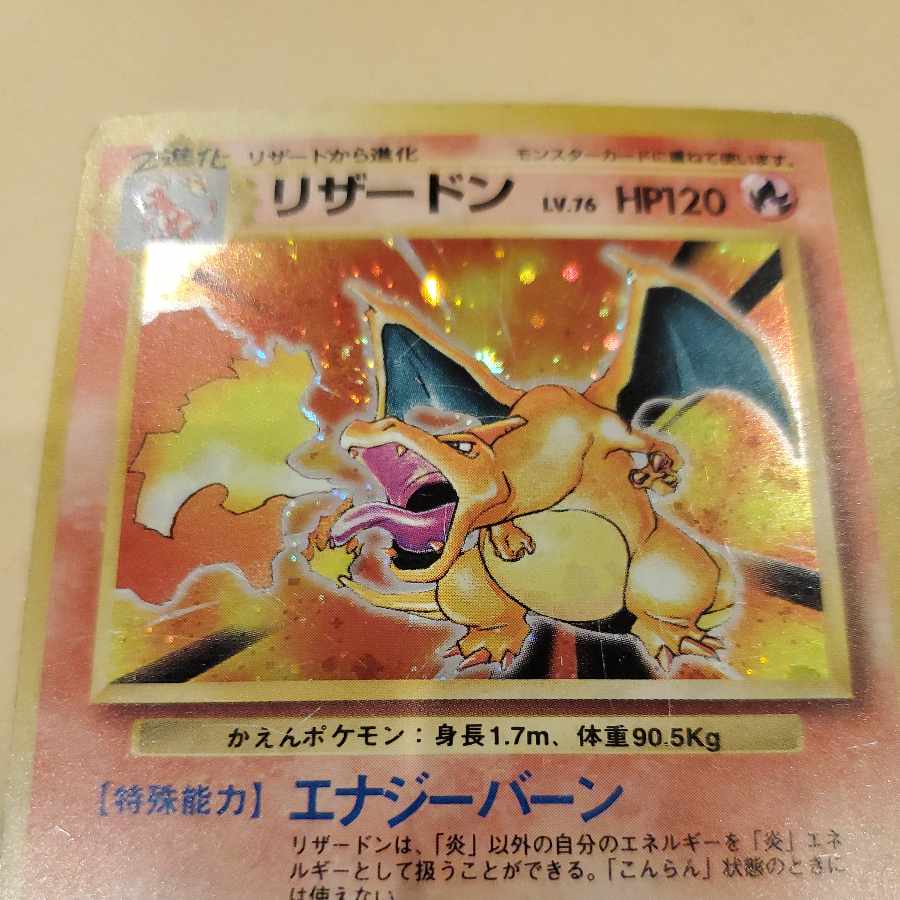 2進化 リザードから進化 モンスターカードに重ねて使います。
リザードン LV.76 HP120
かえんポケモン：身長1.7m、体重90.5Kg
【特殊能力】エナジーバーン
リザードンは、「炎」以外の自分のエネルギーを「炎」エネ
ルギーとして扱うことができる。「こんらん」状態のときに
は使えない